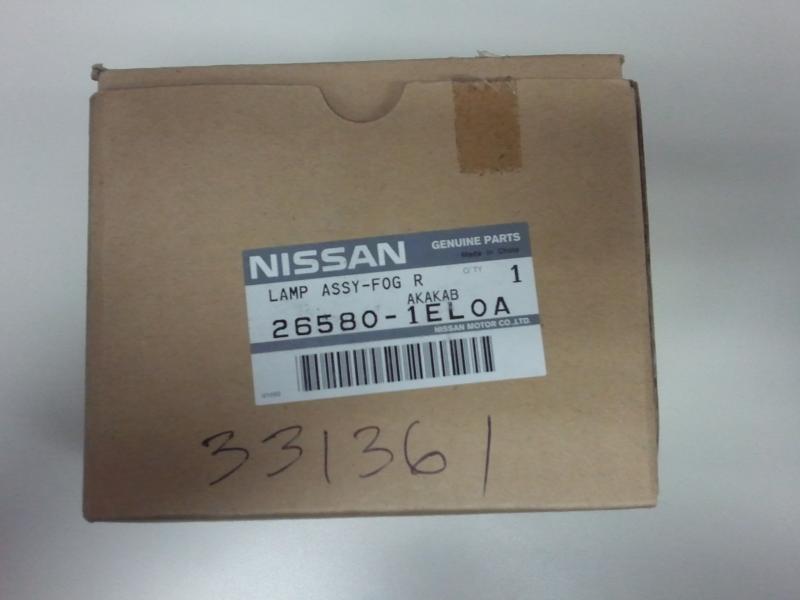 NISSAN GENUINE PARTS
Made in China
LAMP ASSY-FOG R Q'TY 1
AKAKAB
26580-1EL0A
NISSAN MOTOR CO.,LTD.
331361